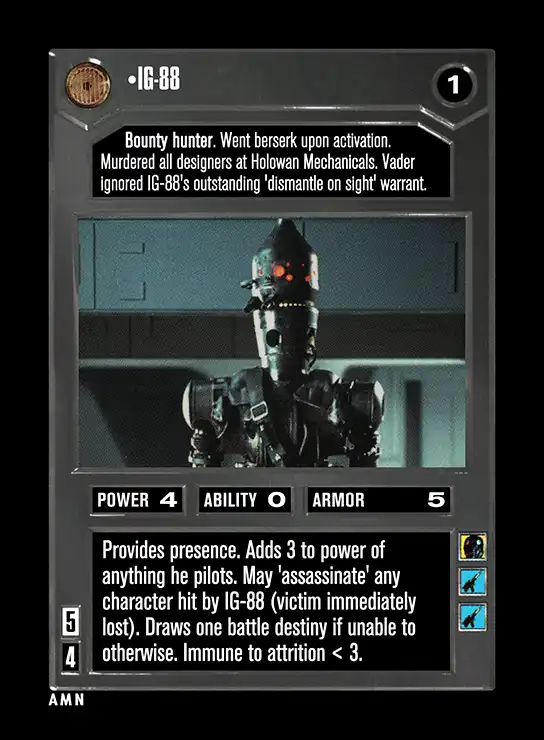 •IG-88
1
Bounty hunter. Went berserk upon activation.
Murdered all designers at Holowan Mechanicals. Vader
ignored IG-88's outstanding 'dismantle on sight' warrant.
POWER 4 ABILITY 0 ARMOR 5
Provides presence. Adds 3 to power of
anything he pilots. May 'assassinate' any
character hit by IG-88 (victim immediately
lost). Draws one battle destiny if unable to
otherwise. Immune to attrition < 3.
5
4
AMN